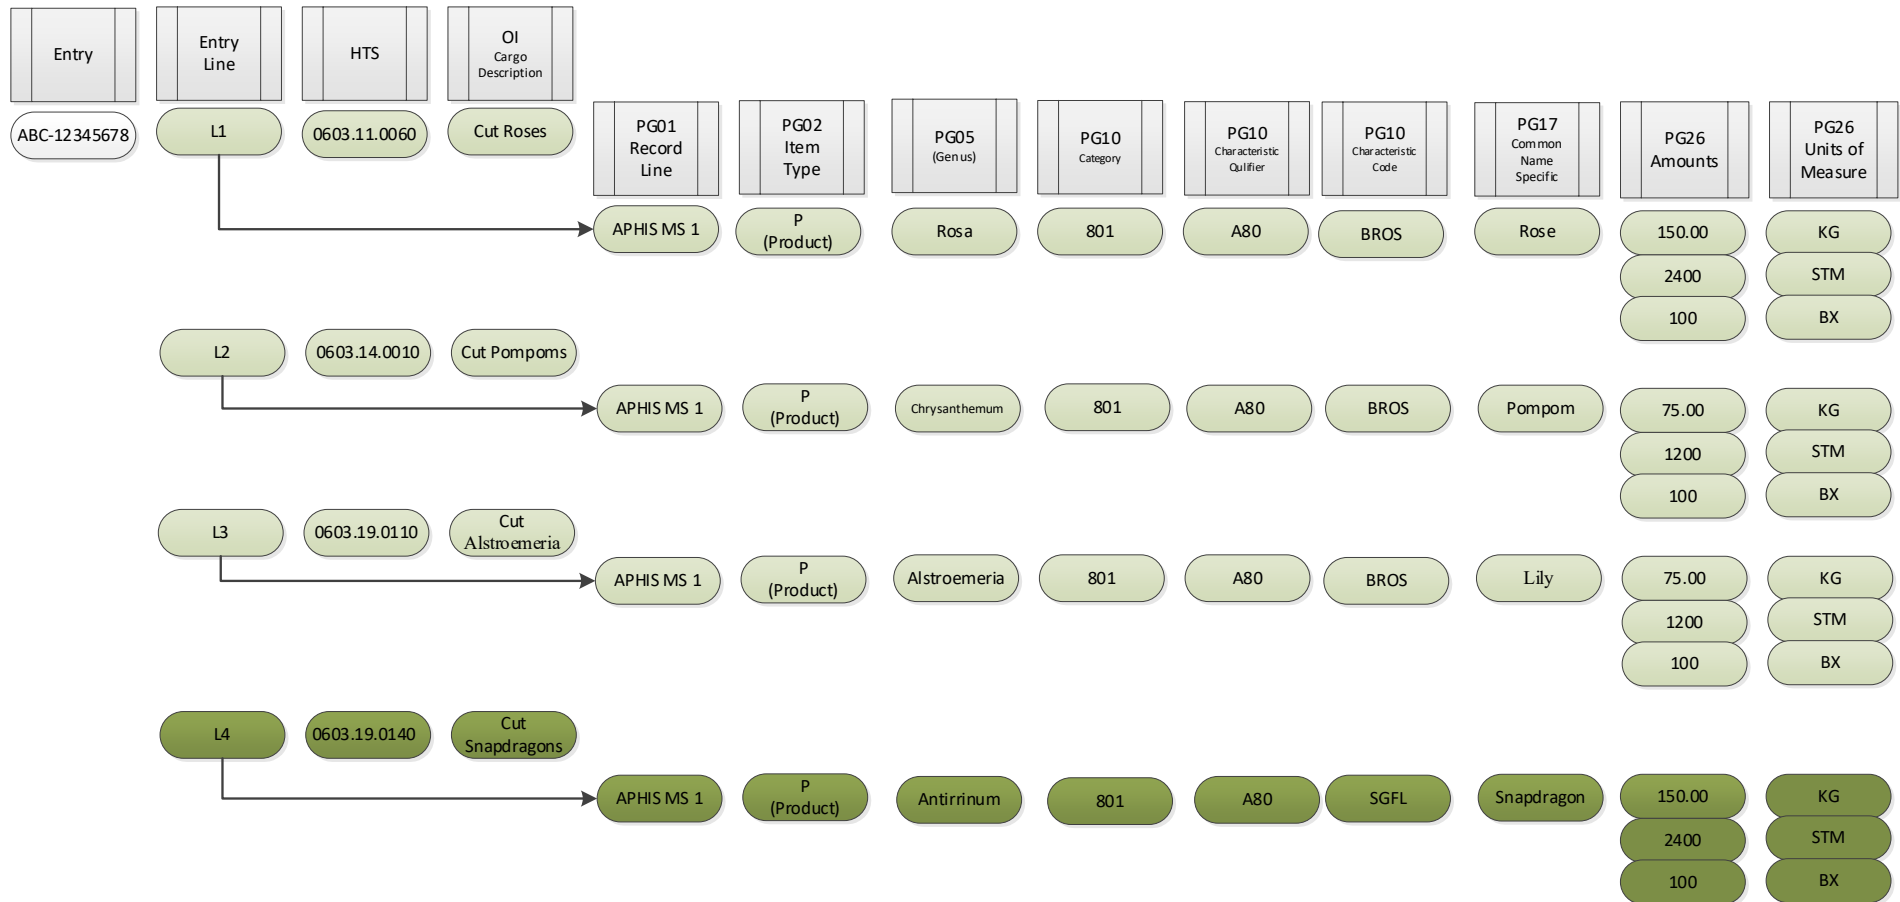 Entry
Entry
Line
HTS
OI
Cargo
Description
ABC-12345678
L1
0603.11.0060
Cut Roses
PG01
Record
Line
PG02
Item
Type
PG05
(Genus)
PG10
Category
PG10
Characteristic
Qulifier
PG10
Characteristic
Code
PG17
Common
Name
Specific
PG26
Amounts
PG26
Units of
Measure
APHIS MS 1
P
(Product)
Rosa
801
A80
BROS
Rose
150.00
KG
2400
STM
100
BX
L2
0603.14.0010
Cut Pompoms
APHIS MS 1
P
(Product)
Chrysanthemum
801
A80
BROS
Pompom
75.00
KG
1200
STM
100
BX
L3
0603.19.0110
Cut
Alstroemeria
APHIS MS 1
P
(Product)
Alstroemeria
801
A80
BROS
Lily
75.00
KG
1200
STM
100
BX
L4
0603.19.0140
Cut
Snapdragons
APHIS MS 1
P
(Product)
Antirrinum
801
A80
SGFL
Snapdragon
150.00
KG
2400
STM
100
BX